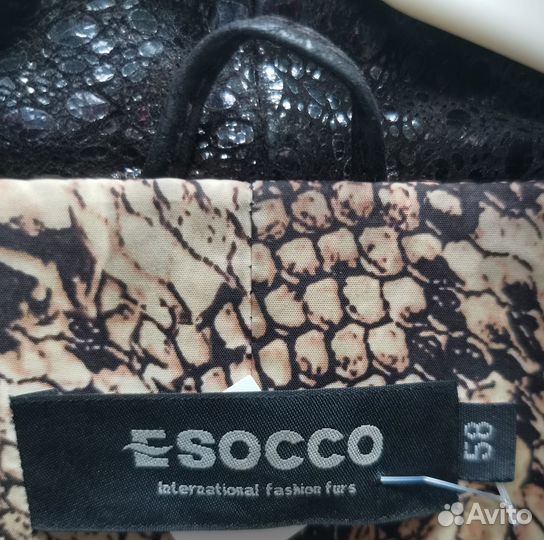 ESOCCO
International fashion furs
58
Avito